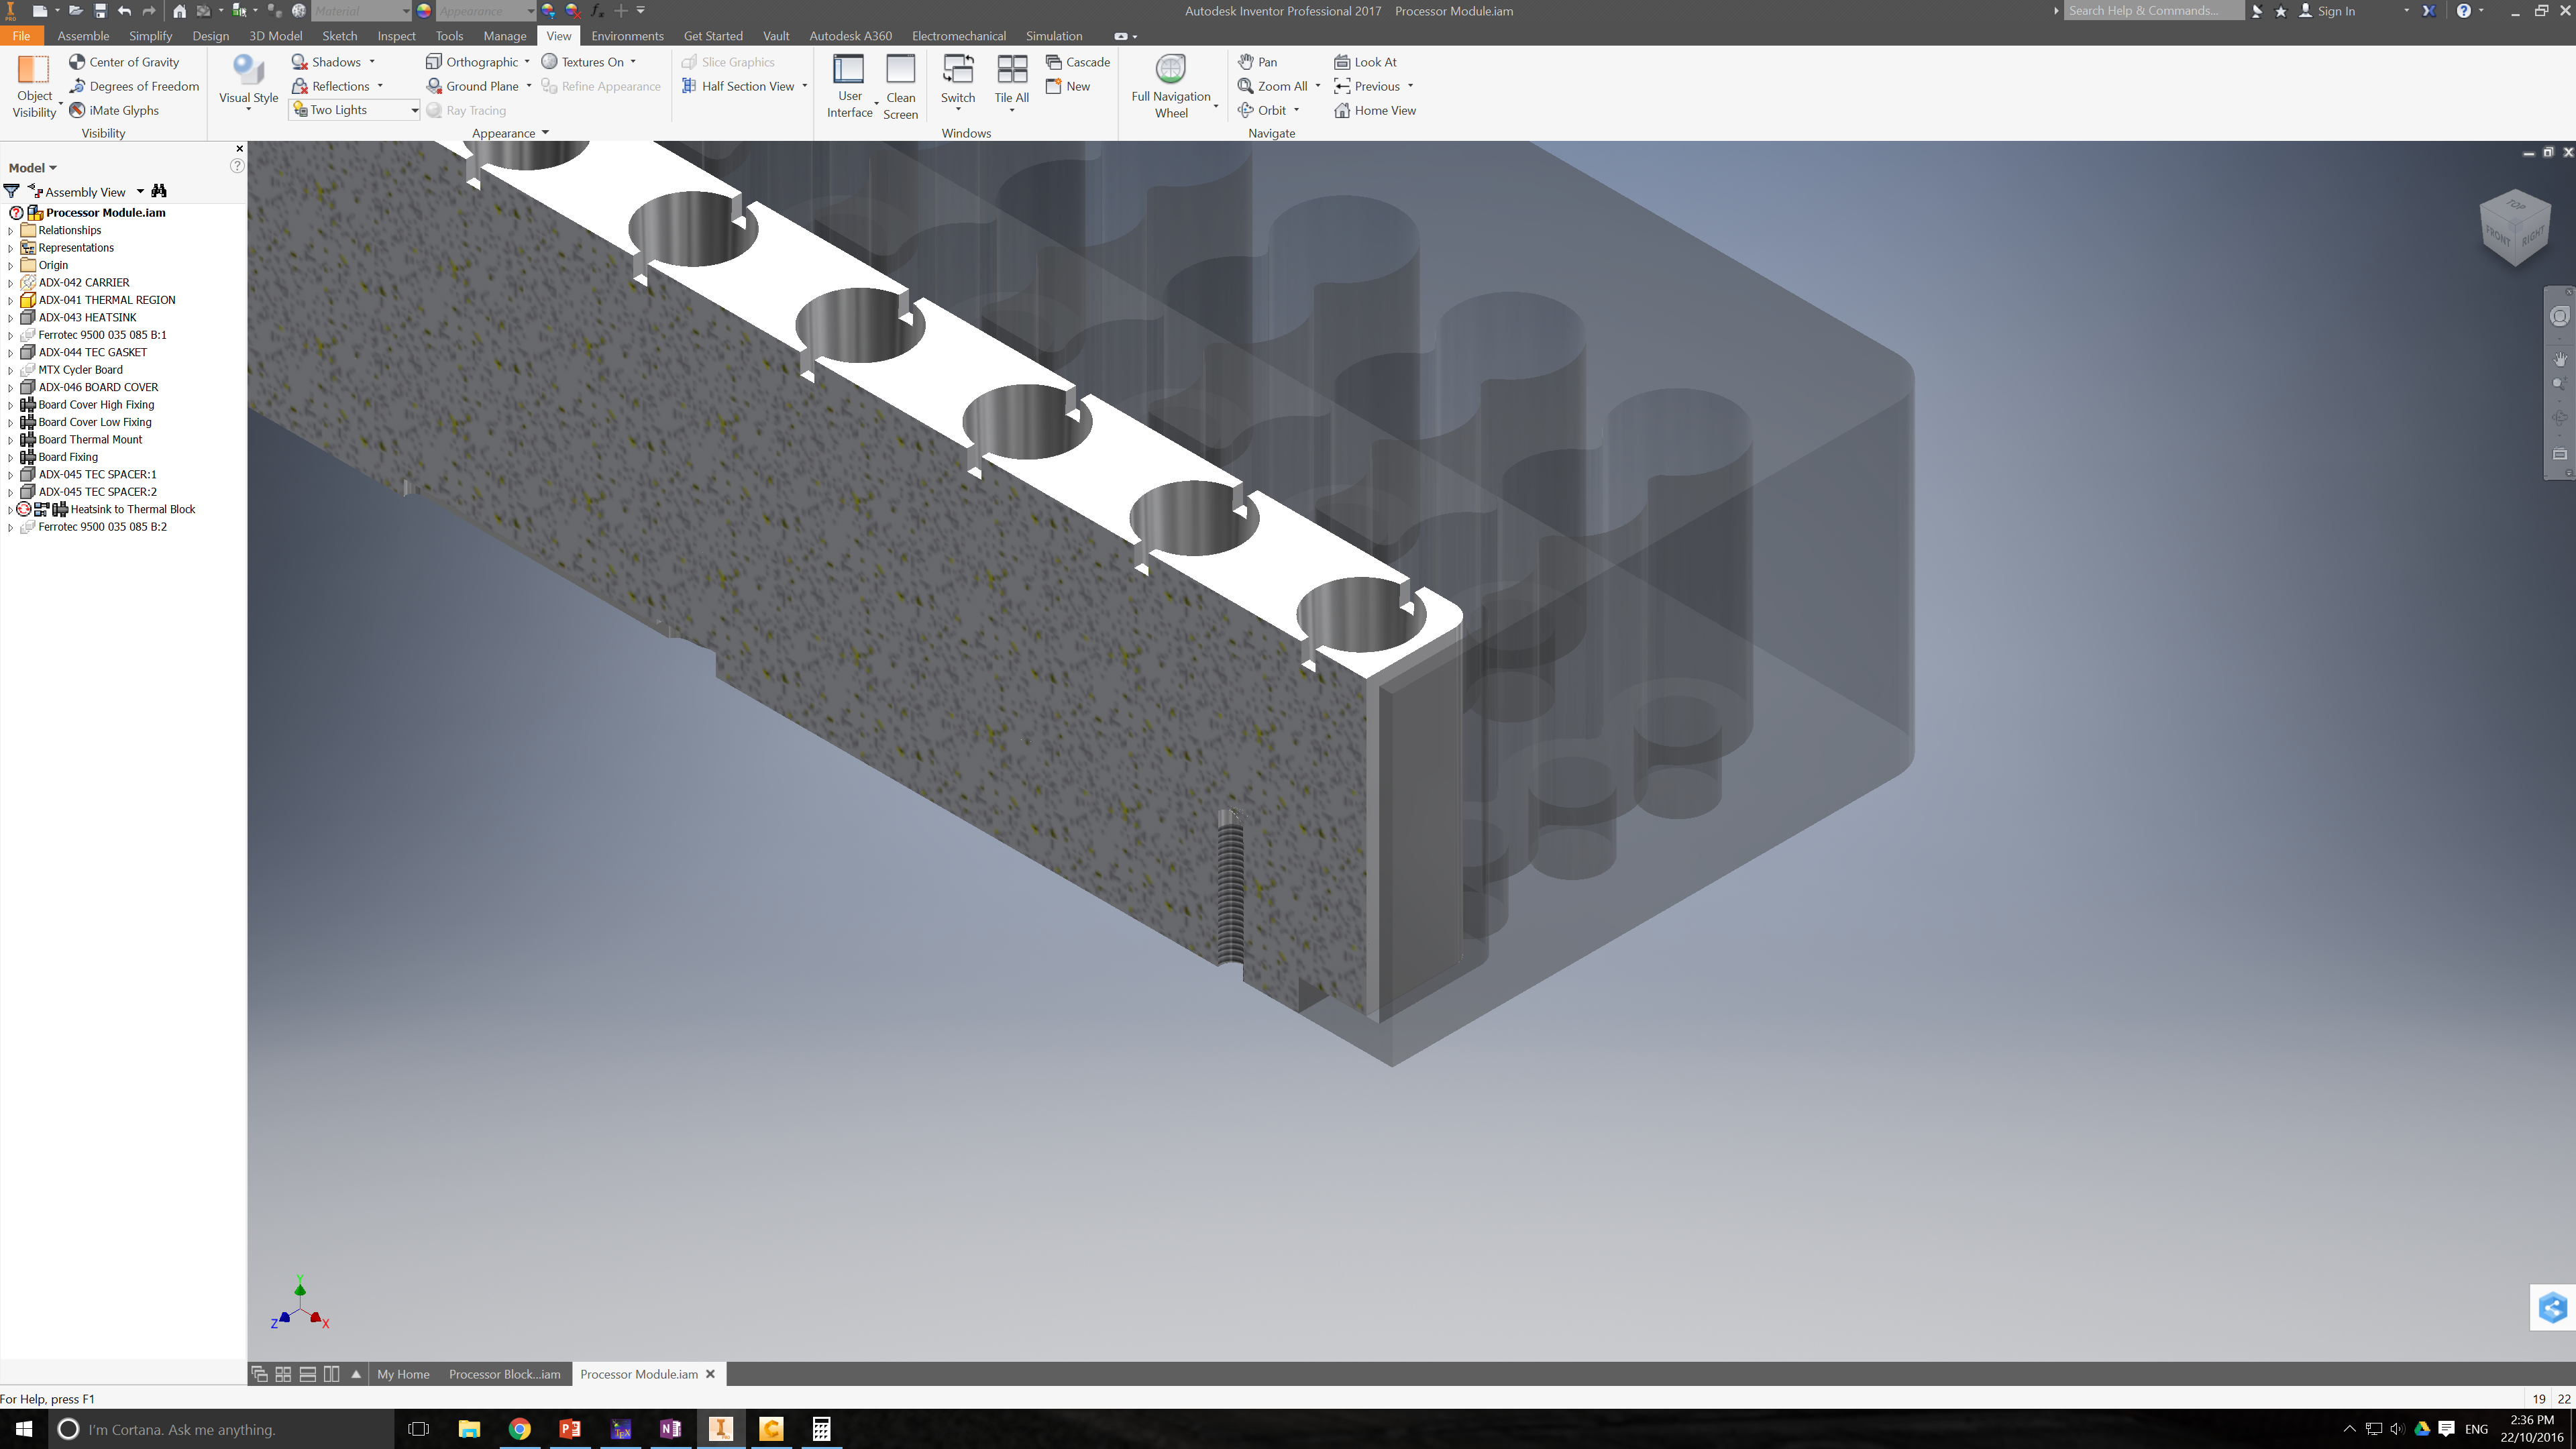 Material
Appearance
Autodesk Inventor Professional 2017 Processor Module.iam
Search Help & Commands...
Sign In
PRO
File Assemble Simplify Design 3D Model Sketch Inspect Tools Manage View Environments Get Started Vault Autodesk A360 Electromechanical Simulation
Object Visibility
Center of Gravity
Degrees of Freedom
iMate Glyphs
Visibility
Visual Style
Shadows
Reflections
Two Lights
Orthographic
Ground Plane
Ray Tracing
Textures On
Refine Appearance
Appearance
Slice Graphics
Half Section View
User Interface
Clean Screen
Switch
Tile All
Cascade
New
Windows
Full Navigation Wheel
Pan
Zoom All
Orbit
Look At
Previous
Home View
Navigate
Model
Assembly View
Processor Module.iam
Relationships
Representations
Origin
ADX-042 CARRIER
ADX-041 THERMAL REGION
ADX-043 HEATSINK
Ferrotec 9500 035 085 B:1
ADX-044 TEC GASKET
MTX Cycler Board
ADX-046 BOARD COVER
Board Cover High Fixing
Board Cover Low Fixing
Board Thermal Mount
Board Fixing
ADX-045 TEC SPACER:1
ADX-045 TEC SPACER:2
Heatsink to Thermal Block
Ferrotec 9500 035 085 B:2
TOP
FRONT
RIGHT
Y
Z
X
My Home Processor Block...iam Processor Module.iam
For Help, press F1
19 22
I'm Cortana. Ask me anything.
ENG
2:36 PM
22/10/2016